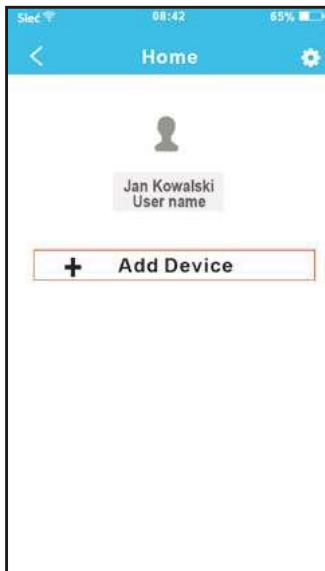 Sieć 08:42 65%
Home
Jan Kowalski
User name
+ Add Device